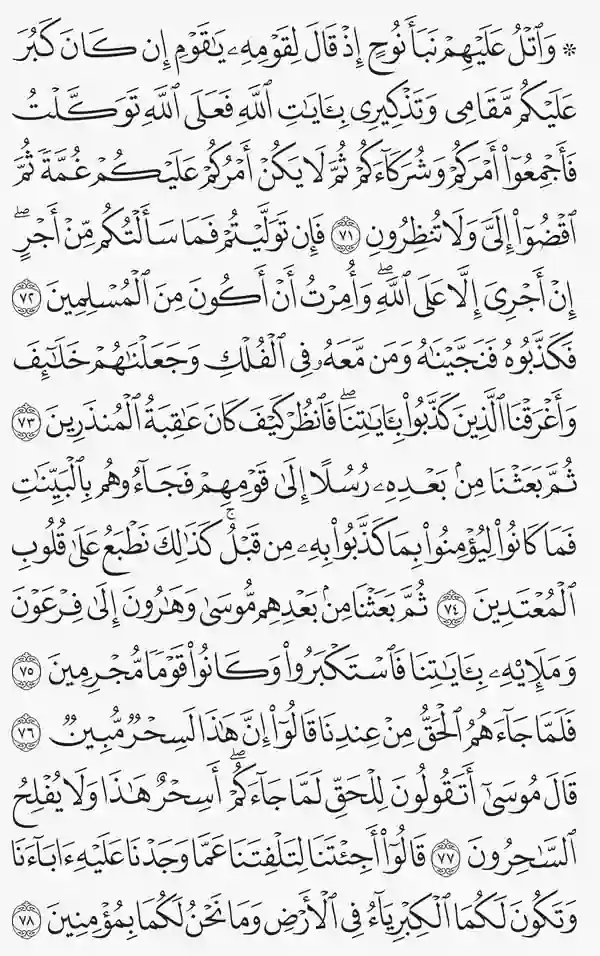 ۞ وَٱتْلُ عَلَيْهِمْ نَبَأَ نُوحٍ إِذْ قَالَ لِقَوْمِهِۦ يَٰقَوْمِ إِن كَانَ كَبُرَ
عَلَيْكُم مَّقَامِى وَتَذْكِيرِى بِـَٔايَٰتِ ٱللَّهِ فَعَلَى ٱللَّهِ تَوَكَّلْتُ
فَأَجْمِعُوٓا۟ أَمْرَكُمْ وَشُرَكَآءَكُمْ ثُمَّ لَا يَكُنْ أَمْرُكُمْ عَلَيْكُمْ غُمَّةً ثُمَّ
ٱقْضُوٓا۟ إِلَىَّ وَلَا تُنظِرُونِ ٧١ فَإِن تَوَلَّيْتُمْ فَمَا سَأَلْتُكُم مِّنْ أَجْرٍ ۖ
إِنْ أَجْرِىَ إِلَّا عَلَى ٱللَّهِ ۖ وَأُمِرْتُ أَنْ أَكُونَ مِنَ ٱلْمُسْلِمِينَ ٧٢
فَكَذَّبُوهُ فَنَجَّيْنَٰهُ وَمَن مَّعَهُۥ فِى ٱلْفُلْكِ وَجَعَلْنَٰهُمْ خَلَٰٓئِفَ
وَأَغْرَقْنَا ٱلَّذِينَ كَذَّبُوا۟ بِـَٔايَٰتِنَا ۖ فَٱنظُرْ كَيْفَ كَانَ عَٰقِبَةُ ٱلْمُنذَرِينَ ٧٣
ثُمَّ بَعَثْنَا مِنۢ بَعْدِهِۦ رُسُلًا إِلَىٰ قَوْمِهِمْ فَجَآءُوهُم بِٱلْبَيِّنَٰتِ
فَمَا كَانُوا۟ لِيُؤْمِنُوا۟ بِمَا كَذَّبُوا۟ بِهِۦ مِن قَبْلُ ۚ كَذَٰلِكَ نَطْبَعُ عَلَىٰ قُلُوبِ
ٱلْمُعْتَدِينَ ٧٤ ثُمَّ بَعَثْنَا مِنۢ بَعْدِهِم مُّوسَىٰ وَهَٰرُونَ إِلَىٰ فِرْعَوْنَ
وَمَلَإِي۟هِۦ بِـَٔايَٰتِنَا فَٱسْتَكْبَرُوا۟ وَكَانُوا۟ قَوْمًا مُّجْرِمِينَ ٧٥
فَلَمَّا جَآءَهُمُ ٱلْحَقُّ مِنْ عِندِنَا قَالُوٓا۟ إِنَّ هَٰذَا لَسِحْرٌ مُّبِينٌ ٧٦
قَالَ مُوسَىٰٓ أَتَقُولُونَ لِلْحَقِّ لَمَّا جَآءَكُمْ ۖ أَسِحْرٌ هَٰذَا وَلَا يُفْلِحُ
ٱلسَّٰحِرُونَ ٧٧ قَالُوٓا۟ أَجِئْتَنَا لِتَلْفِتَنَا عَمَّا وَجَدْنَا عَلَيْهِ ءَابَآءَنَا
وَتَكُونَ لَكُمَا ٱلْكِبْرِيَآءُ فِى ٱلْأَرْضِ وَمَا نَحْنُ لَكُمَا بِمُؤْمِنِينَ ٧٨